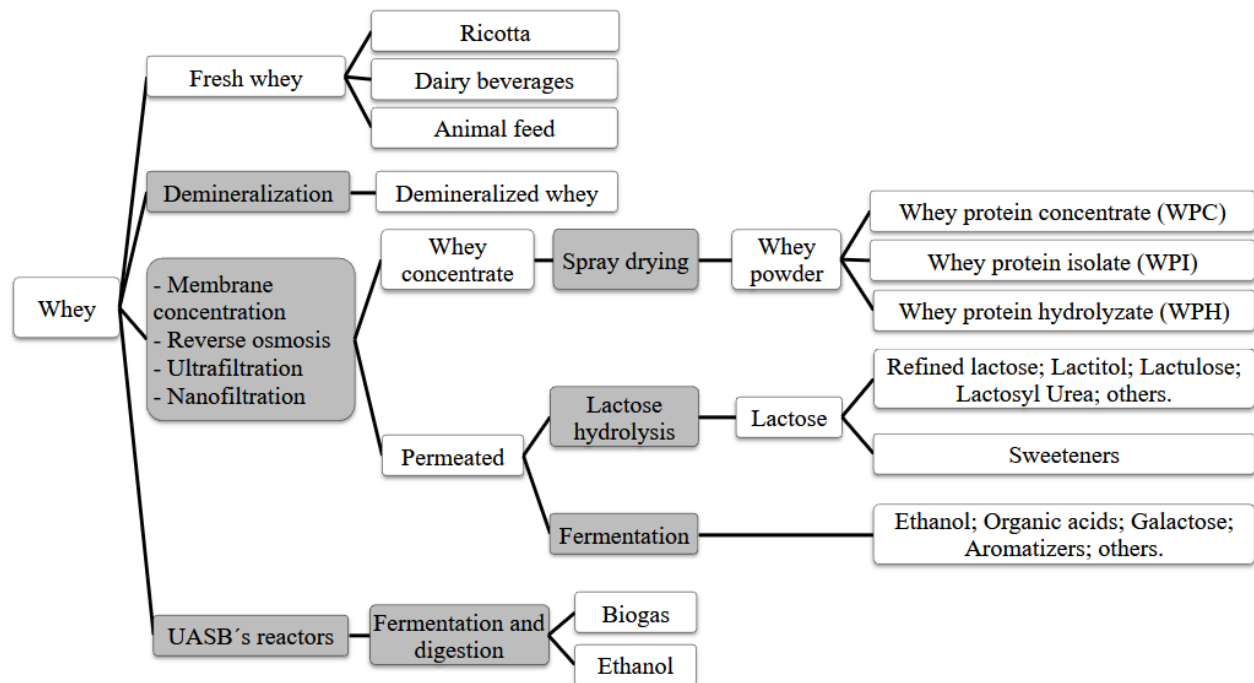 Ricotta
Fresh whey
Dairy beverages
Animal feed
Demineralization
Demineralized whey
Whey
- Membrane
concentration
- Reverse osmosis
- Ultrafiltration
- Nanofiltration
Whey
concentrate
Spray drying
Whey
powder
Whey protein concentrate (WPC)
Whey protein isolate (WPI)
Whey protein hydrolyzate (WPH)
Permeated
Lactose
hydrolysis
Lactose
Refined lactose; Lactitol; Lactulose;
Lactosyl Urea; others.
Sweeteners
Fermentation
Ethanol; Organic acids; Galactose;
Aromatizers; others.
UASB´s reactors
Fermentation and
digestion
Biogas
Ethanol